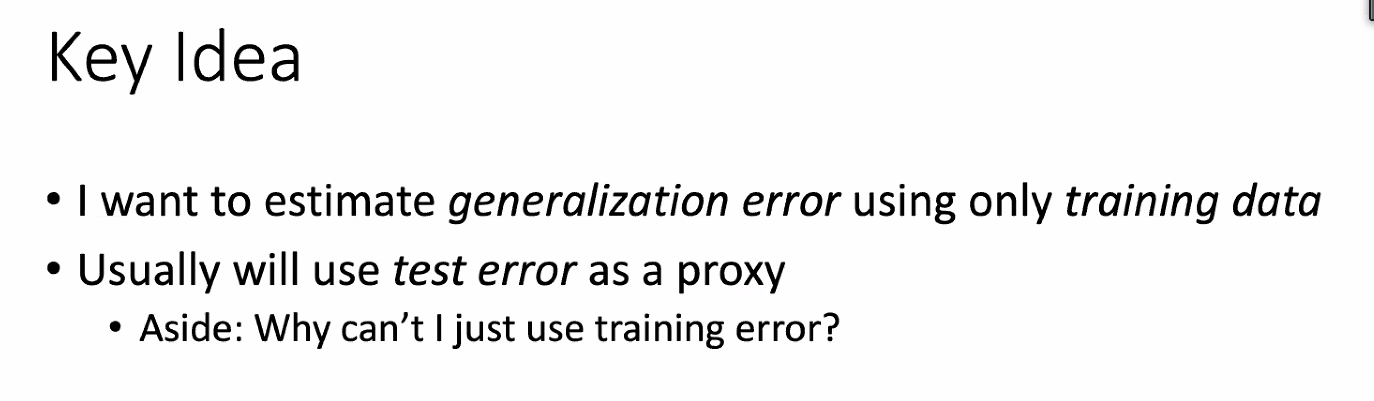 Key Idea
• I want to estimate generalization error using only training data
• Usually will use test error as a proxy
• Aside: Why can’t I just use training error?